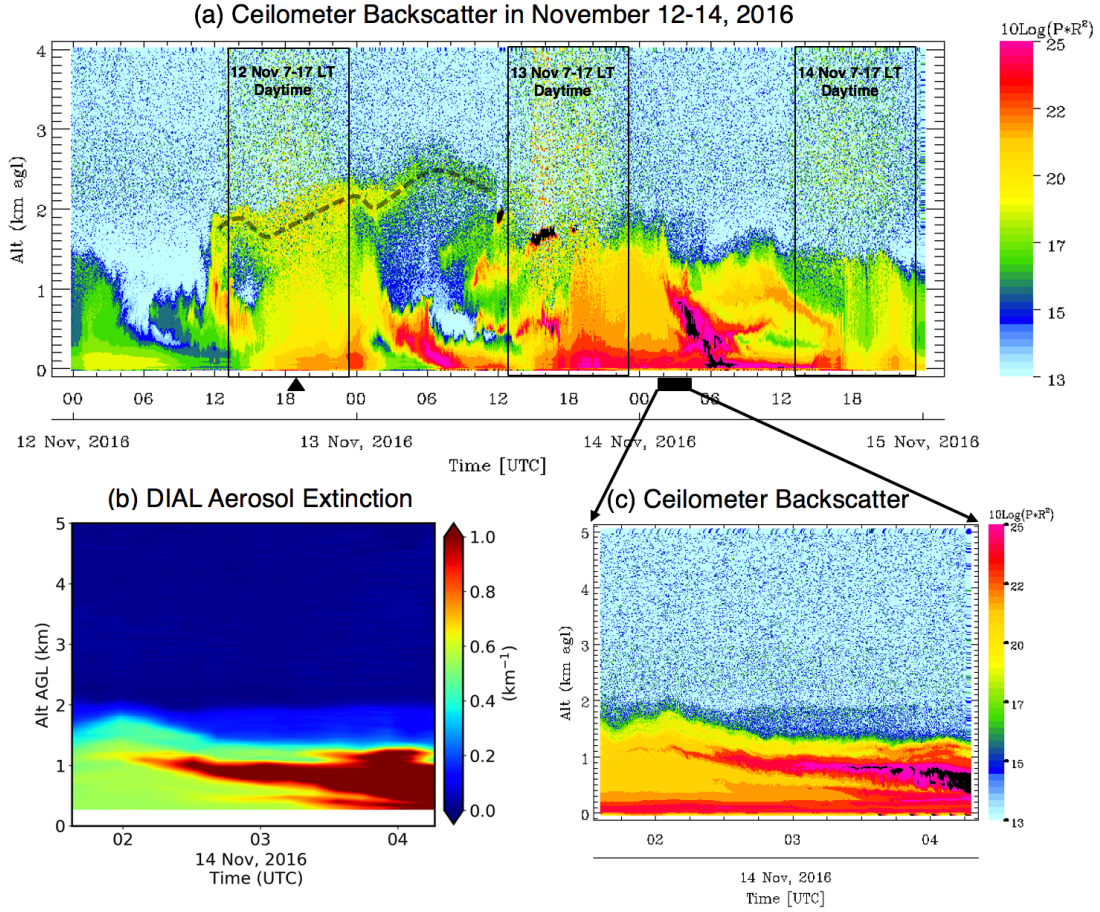 (a) Ceilometer Backscatter in November 12-14, 2016
10Log(P*R²)
4
3
2
1
0
Alt (km agl)
12 Nov 7-17 LT
Daytime
13 Nov 7-17 LT
Daytime
14 Nov 7-17 LT
Daytime
25
22
20
17
15
13
00 06 12 18 00 06 12 18 00 06 12 18
12 Nov, 2016 13 Nov, 2016 14 Nov, 2016 15 Nov, 2016
Time [UTC]
(b) DIAL Aerosol Extinction
5
4
3
2
1
0
Alt AGL (km)
02 03 04
14 Nov, 2016
Time (UTC)
1.0
0.8
0.6
0.4
0.2
0.0
(km⁻¹)
(c) Ceilometer Backscatter
10Log(P*R²)
5
4
3
2
1
0
Alt (km agl)
02 03 04
14 Nov, 2016
Time [UTC]
25
22
20
17
15
13